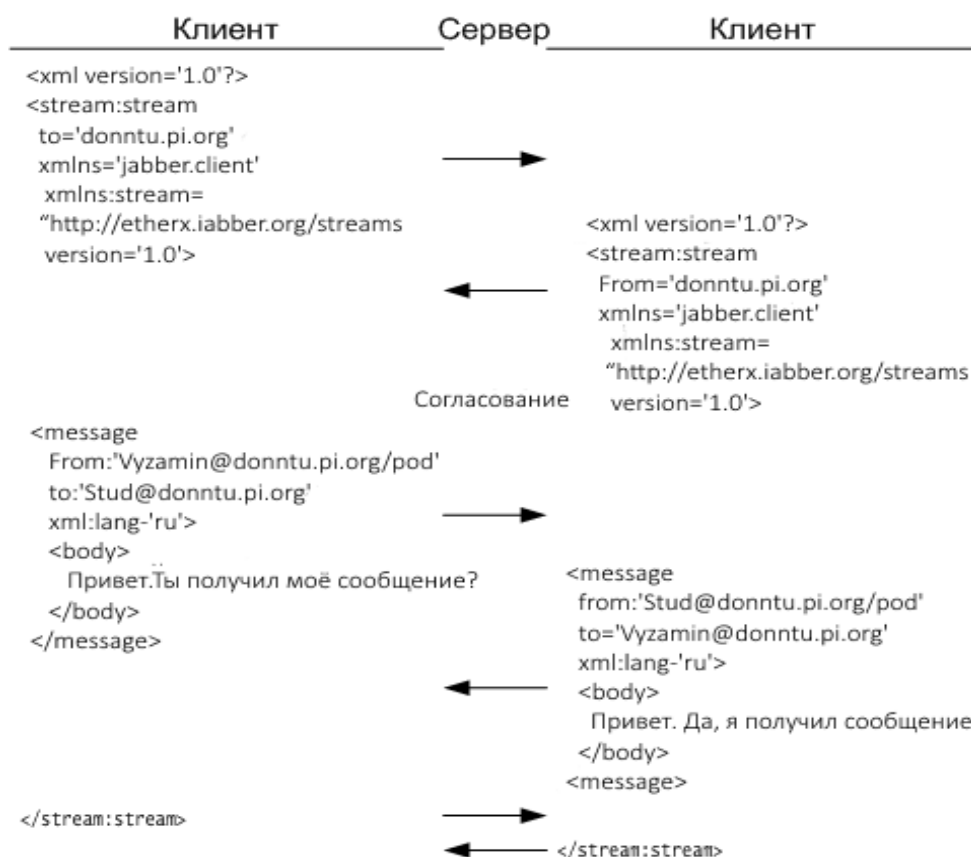 Клиент Сервер Клиент
<xml version='1.0'?>
<stream:stream
to='donntu.pi.org'
xmlns='jabber.client'
xmlns:stream=
“http://etherx.iabber.org/streams
version='1.0'>
<xml version='1.0'?>
<stream:stream
From='donntu.pi.org'
xmlns='jabber.client'
xmlns:stream=
“http://etherx.iabber.org/streams
version='1.0'>
Согласование
<message
From:'Vyzamin@donntu.pi.org/pod'
to:'Stud@donntu.pi.org'
xml:lang-'ru'>
<body>
Привет.Ты получил моё сообщение?
</body>
</message>
<message
from:'Stud@donntu.pi.org/pod'
to='Vyzamin@donntu.pi.org'
xml:lang-'ru'>
<body>
Привет. Да, я получил сообщение
</body>
<message>
</stream:stream>
</stream:stream>